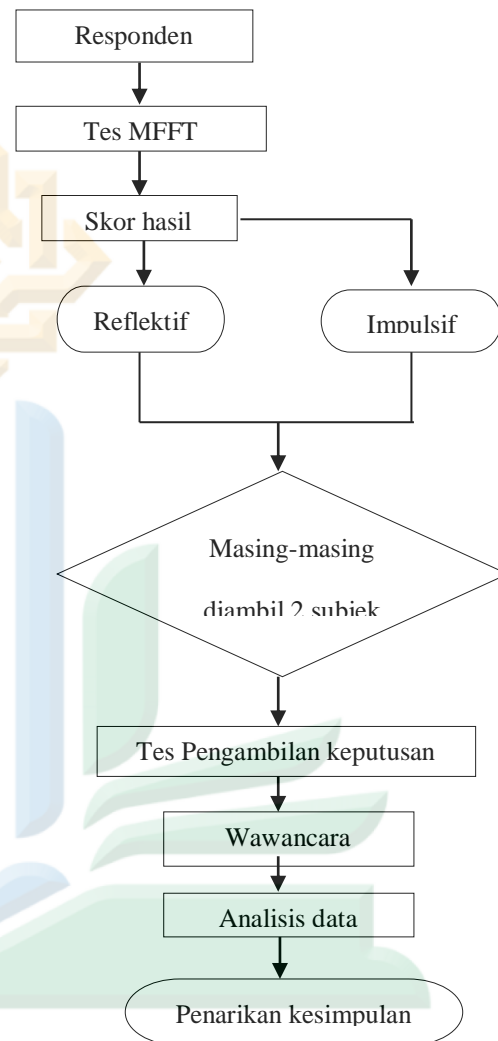 Responden
Tes MFFT
Skor hasil
Reflektif
Impulsif
Masing-masing
diambil 2 subjek
Tes Pengambilan keputusan
Wawancara
Analisis data
Penarikan kesimpulan